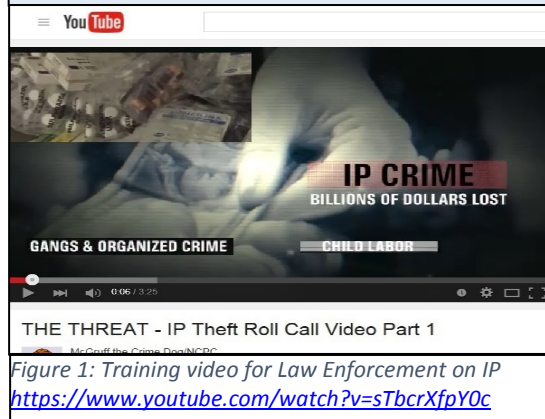 YouTube
IP CRIME
BILLIONS OF DOLLARS LOST
GANGS & ORGANIZED CRIME
CHILD LABOR
0:06 / 3:25
THE THREAT - IP Theft Roll Call Video Part 1
McGruff the Crime Dog/NCPC
Figure 1: Training video for Law Enforcement on IP
https://www.youtube.com/watch?v=sTbcrXfpY0c